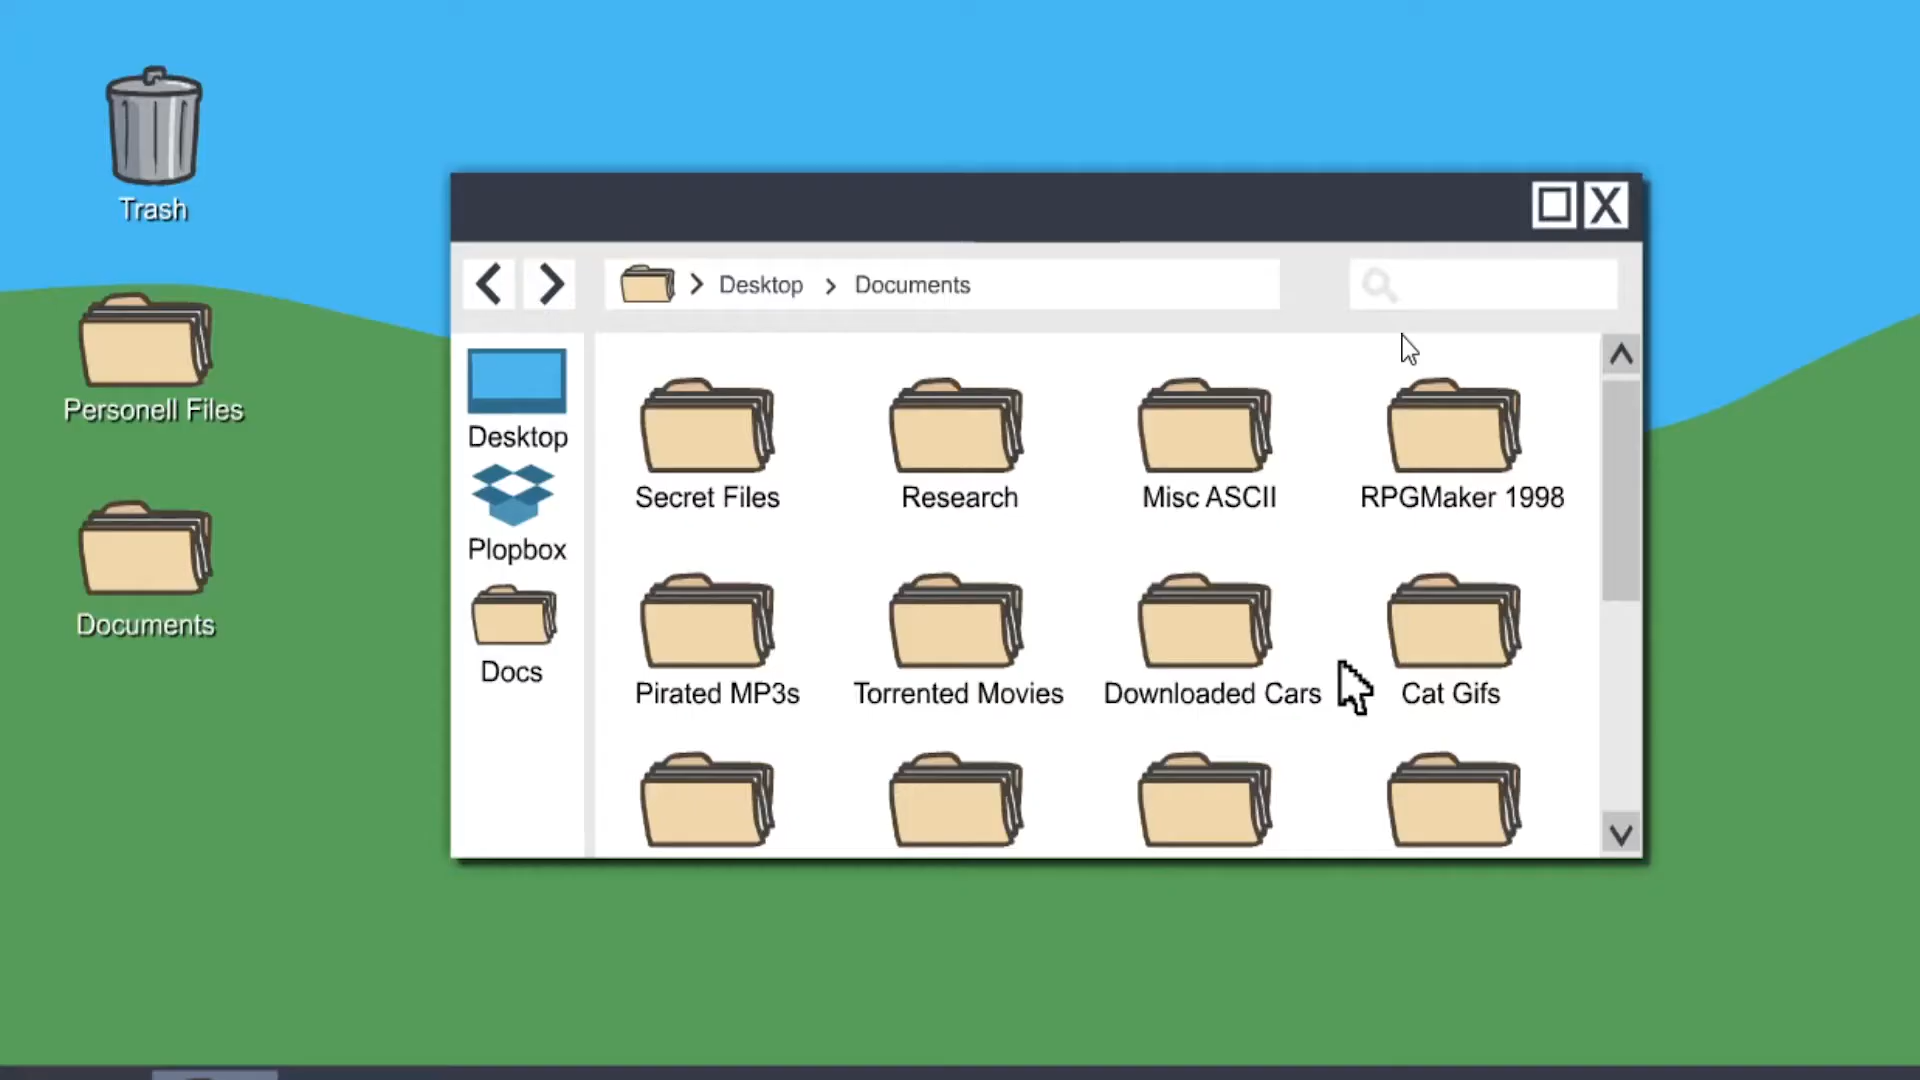 Trash
Personell Files
Documents
X
Desktop
Documents
Desktop
Plopbox
Docs
Secret Files
Research
Misc ASCII
RPGMaker 1998
Pirated MP3s
Torrented Movies
Downloaded Cars
Cat Gifs